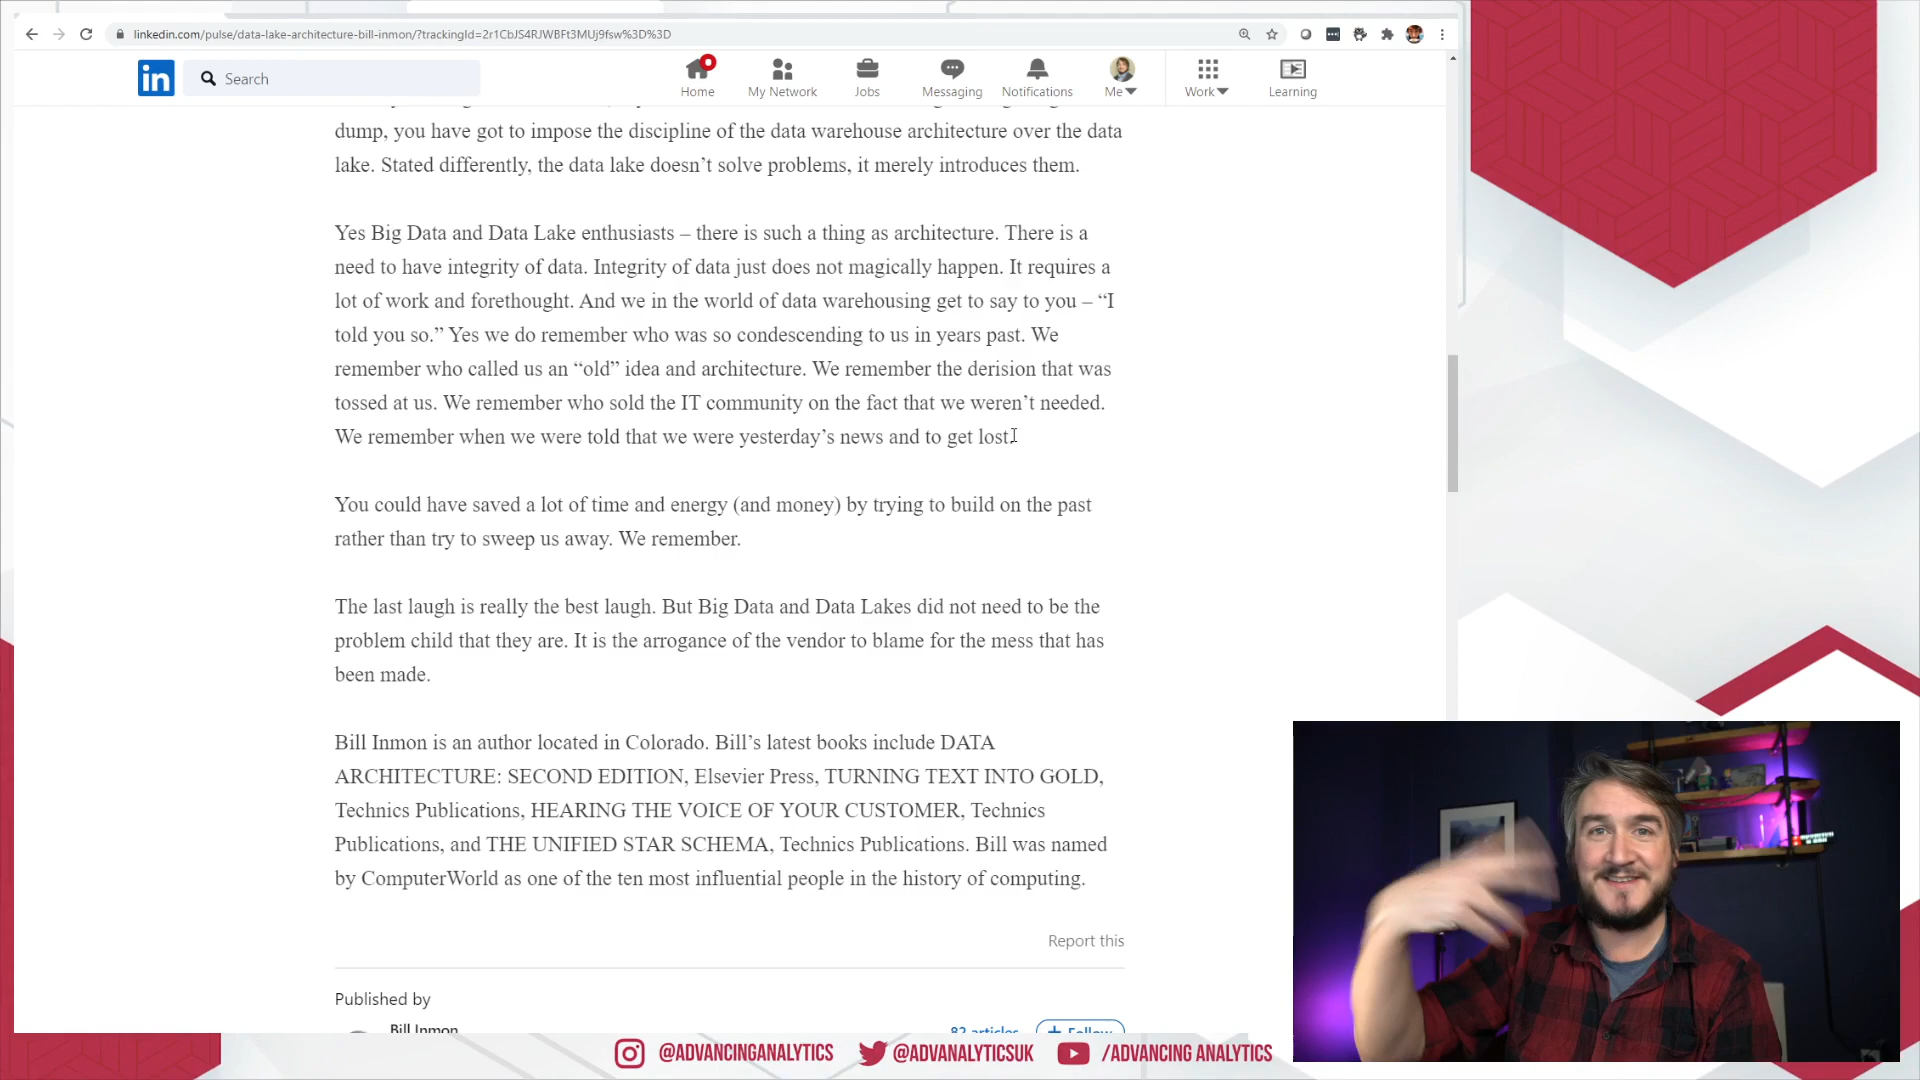 linkedin.com/pulse/data-lake-architecture-bill-inmon/?trackingId=2r1CbJS4RJWBFt3MUj9fsw%3D%3D
in
Search
Home
My Network
Jobs
Messaging
Notifications
Me
Work
Learning
dump, you have got to impose the discipline of the data warehouse architecture over the data
lake. Stated differently, the data lake doesn’t solve problems, it merely introduces them.
Yes Big Data and Data Lake enthusiasts – there is such a thing as architecture. There is a
need to have integrity of data. Integrity of data just does not magically happen. It requires a
lot of work and forethought. And we in the world of data warehousing get to say to you – “I
told you so.” Yes we do remember who was so condescending to us in years past. We
remember who called us an “old” idea and architecture. We remember the derision that was
tossed at us. We remember who sold the IT community on the fact that we weren’t needed.
We remember when we were told that we were yesterday’s news and to get lost.
You could have saved a lot of time and energy (and money) by trying to build on the past
rather than try to sweep us away. We remember.
The last laugh is really the best laugh. But Big Data and Data Lakes did not need to be the
problem child that they are. It is the arrogance of the vendor to blame for the mess that has
been made.
Bill Inmon is an author located in Colorado. Bill’s latest books include DATA
ARCHITECTURE: SECOND EDITION, Elsevier Press, TURNING TEXT INTO GOLD,
Technics Publications, HEARING THE VOICE OF YOUR CUSTOMER, Technics
Publications, and THE UNIFIED STAR SCHEMA, Technics Publications. Bill was named
by ComputerWorld as one of the ten most influential people in the history of computing.
Report this
Published by
Bill Inmon
82 articles
+ Follow
@ADVANCINGANALYTICS
@ADVANALYTICSUK
/ADVANCING ANALYTICS